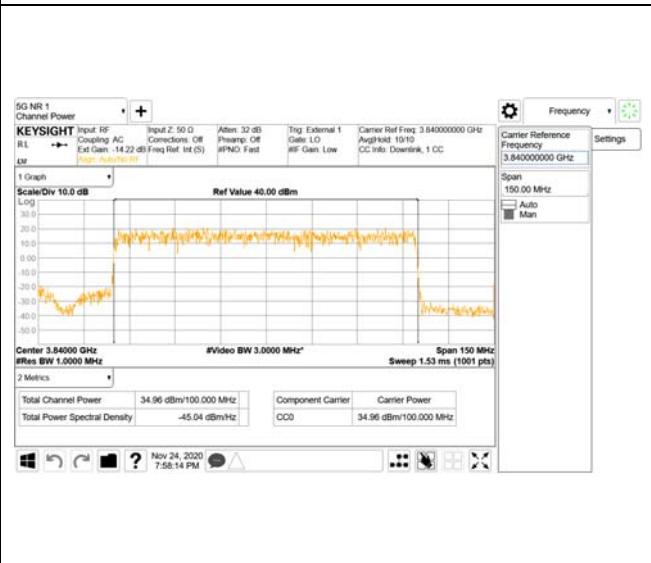 5G NR 1
Channel Power
Frequency
KEYSIGHT
RL
Input: RF
Coupling: AC
Ext Gain: -14.22 dB
Align: Auto/No RF
Input Z: 50 Ω
Corrections: Off
Freq Ref: Int (S)
Atten: 32 dB
Preamp: Off
#PNO: Fast
Trig: External 1
Gate: LO
#IF Gain: Low
Carrier Ref Freq: 3.840000000 GHz
Avg|Hold: 10/10
CC Info: Downlink, 1 CC
Carrier Reference
Frequency
3.840000000 GHz
Settings
Span
150.00 MHz
Auto
Man
1 Graph
Scale/Div 10.0 dB
Ref Value 40.00 dBm
Log
30.0
20.0
10.0
0.00
-10.0
-20.0
-30.0
-40.0
-50.0
Center 3.84000 GHz
#Video BW 3.0000 MHz*
Span 150 MHz
#Res BW 1.0000 MHz
Sweep 1.53 ms (1001 pts)
2 Metrics
Total Channel Power
34.96 dBm/100.000 MHz
Total Power Spectral Density
-45.04 dBm/Hz
Component Carrier
Carrier Power
CC0
34.96 dBm/100.000 MHz
?
Nov 24, 2020
7:58:14 PM